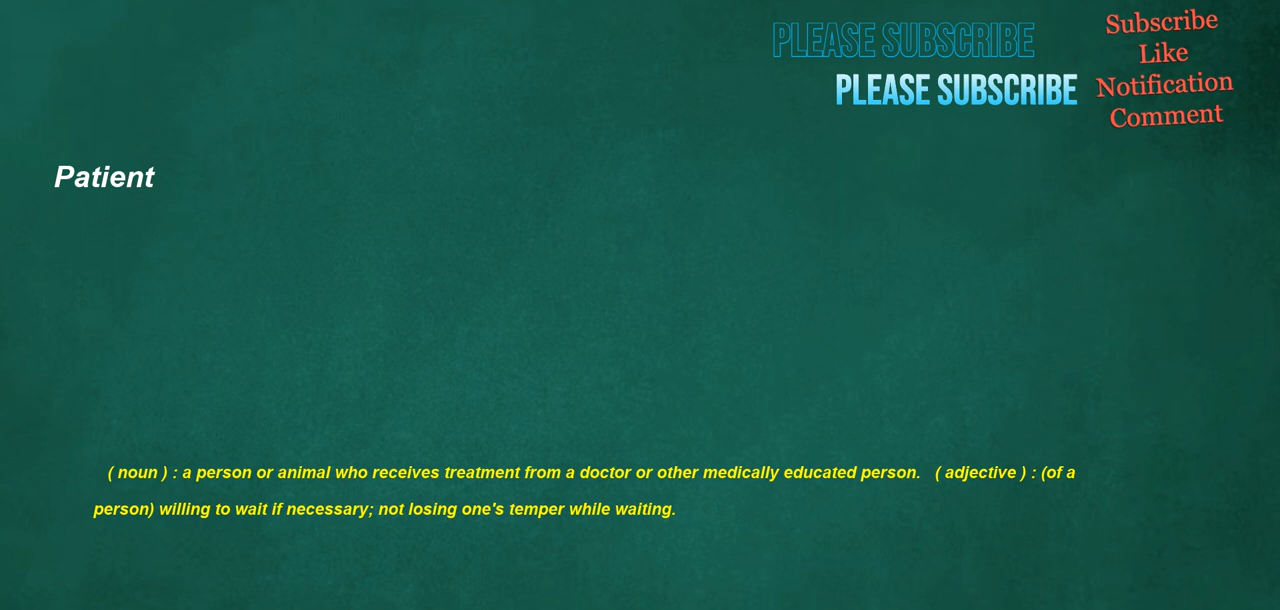 PLEASE SUBSCRIBE
PLEASE SUBSCRIBE
Subscribe
Like
Notification
Comment
Patient
( noun ) : a person or animal who receives treatment from a doctor or other medically educated person. ( adjective ) : (of a
person) willing to wait if necessary; not losing one's temper while waiting.